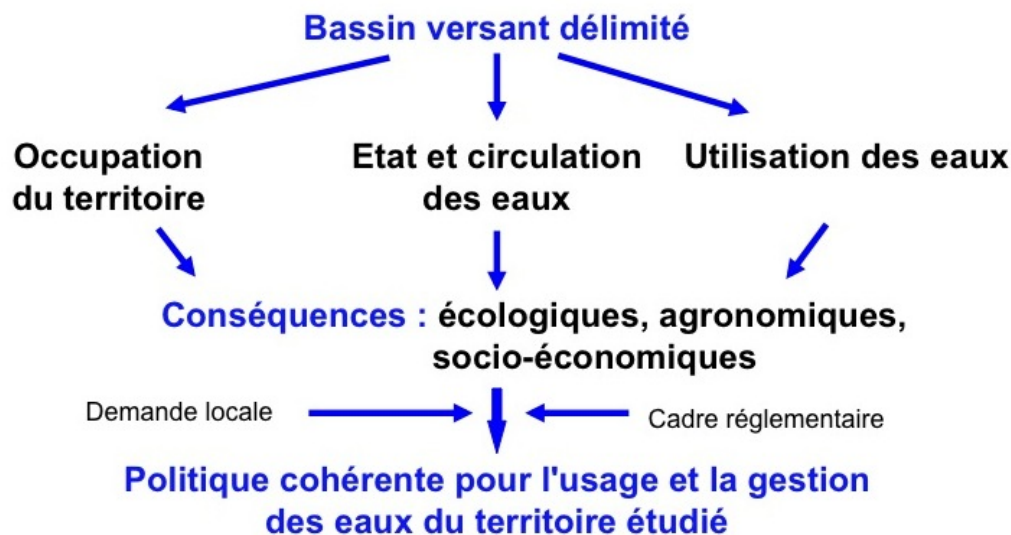 Bassin versant délimité
Occupation
du territoire
Etat et circulation
des eaux
Utilisation des eaux
Conséquences : écologiques, agronomiques,
socio-économiques
Demande locale
Cadre réglementaire
Politique cohérente pour l'usage et la gestion
des eaux du territoire étudié